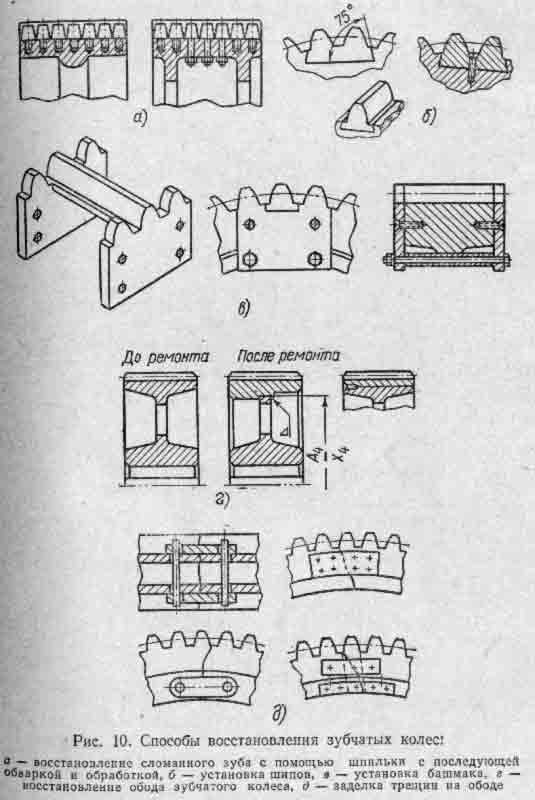 75°
а)
б)
в)
До ремонта
После ремонта
А₄
Х₄
г)
д)
Рис. 10. Способы восстановления зубчатых колес:
а — восстановление сломанного зуба с помощью шпильки с последующей
обваркой и обработкой, б — установка шипов, в — установка башмака, г —
восстановление обода зубчатого колеса, д — заделка трещин на ободе